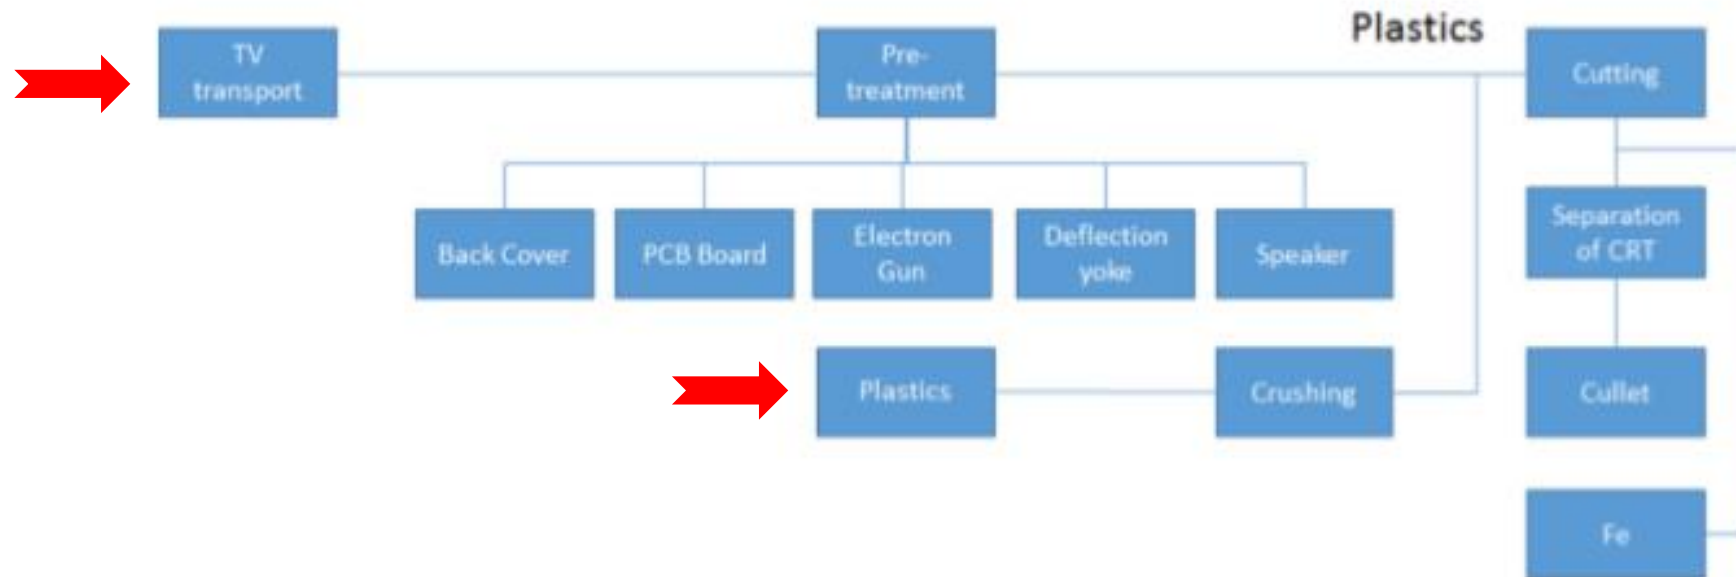 Plastics
TV
transport
Pre-
treatment
Cutting
Back Cover
PCB Board
Electron
Gun
Deflection
yoke
Speaker
Separation
of CRT
Plastics
Crushing
Cullet
Fe